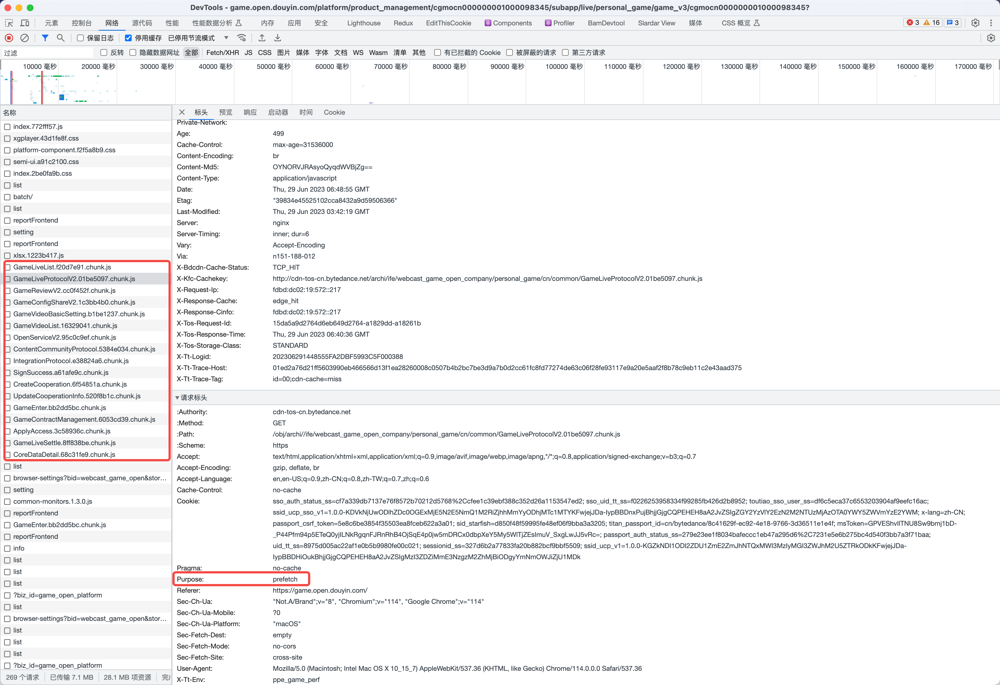 DevTools - game.open.douyin.com/platform/product_management/cgmocn000000001000098345/subapp/live/personal_game/game_v3/cgmocn000000001000098345?
元素 控制台 网络 源代码 性能 性能数据分析 内存 应用 安全 Lighthouse Redux EditThisCookie Components Profiler BamDevtool Slardar View 媒体 CSS 概览 3 16 3
保留日志 停用缓存 已停用节流模式
过滤 反转 隐藏数据网址 全部 Fetch/XHR JS CSS 图片 媒体 字体 文档 WS Wasm 清单 其他 有已拦截的 Cookie 被屏蔽的请求 第三方请求
10000 毫秒 20000 毫秒 30000 毫秒 40000 毫秒 50000 毫秒 60000 毫秒 70000 毫秒 80000 毫秒 90000 毫秒 100000 毫秒 110000 毫秒 120000 毫秒 130000 毫秒 140000 毫秒 150000 毫秒 160000 毫秒 170000 毫秒
名称
index.772fff57.js
xgplayer.43d1fe8f.css
platform-component.f2f5a8b9.css
semi-ui.a91c2100.css
index.2be0fa9b.css
list
batch/
list
reportFrontend
setting
reportFrontend
xlsx.1223b417.js
GameLiveList.f20d7e91.chunk.js
GameLiveProtocolV2.01be5097.chunk.js
GameReviewV2.cc0f452f.chunk.js
GameConfigShareV2.1c3bb4b0.chunk.js
GameVideoBasicSetting.b1be1237.chunk.js
GameVideoList.16329041.chunk.js
OpenServiceV2.95c0c9ef.chunk.js
ContentCommunityProtocol.5384e034.chunk.js
IntegrationProtocol.e38824a6.chunk.js
SignSuccess.a61afe9c.chunk.js
CreateCooperation.6f54851a.chunk.js
UpdateCooperationInfo.520f8b1c.chunk.js
GameEnter.bb2dd5bc.chunk.js
GameContractManagement.6053cd39.chunk.js
ApplyAccess.3c58936c.chunk.js
GameLiveSettle.8ff838be.chunk.js
CoreDataDetail.68c31fe9.chunk.js
list
browser-settings?bid=webcast_game_open&stor...
setting
common-monitors.1.3.0.js
reportFrontend
GameEnter.bb2dd5bc.chunk.js
reportFrontend
info
list
list
list
?biz_id=game_open_platform
list
browser-settings?bid=webcast_game_open&stor...
list
list
list
?biz_id=game_open_platform
269 个请求 已传输 7.1 MB 28.1 MB 项资源
标头 预览 响应 启动器 时间 Cookie
Private-Network:
Age: 499
Cache-Control: max-age=31536000
Content-Encoding: br
Content-Md5: OYNORVJRAsyoQyqdWVBjZg==
Content-Type: application/javascript
Date: Thu, 29 Jun 2023 06:48:55 GMT
Etag: "39834e45525102cca8432a9d59506366"
Last-Modified: Thu, 29 Jun 2023 03:42:19 GMT
Server: nginx
Server-Timing: inner; dur=6
Vary: Accept-Encoding
Via: n151-188-012
X-Bdcdn-Cache-Status: TCP_HIT
X-Kfc-Cachekey: http://cdn-tos-cn.bytedance.net/archi/ife/webcast_game_open_company/personal_game/cn/common/GameLiveProtocolV2.01be5097.chunk.js
X-Request-Ip: fdbd:dc02:19:572::217
X-Response-Cache: edge_hit
X-Response-Cinfo: fdbd:dc02:19:572::217
X-Tos-Request-Id: 15da5a9d2764d6eb649d2764-a1829dd-a18261b
X-Tos-Response-Time: Thu, 29 Jun 2023 06:40:36 GMT
X-Tos-Storage-Class: STANDARD
X-Tt-Logid: 202306291448555FA2DBF5993C5F000388
X-Tt-Trace-Host: 01ed2a76d21ff5603990eb466566d13f1ea28260008c0507b4b2bc7be3d9a7b0d2cc61fc8fd77274de63c06f28fe93117e9a20e5aaf2f8b78c9eb11c2e43aad375
X-Tt-Trace-Tag: id=00;cdn-cache=miss
请求标头
:Authority: cdn-tos-cn.bytedance.net
:Method: GET
:Path: /obj/archi//ife/webcast_game_open_company/personal_game/cn/common/GameLiveProtocolV2.01be5097.chunk.js
:Scheme: https
Accept: text/html,application/xhtml+xml,application/xml;q=0.9,image/avif,image/webp,image/apng,*/*;q=0.8,application/signed-exchange;v=b3;q=0.7
Accept-Encoding: gzip, deflate, br
Accept-Language: en,en-US;q=0.9,zh-CN;q=0.8,zh-TW;q=0.7,zh;q=0.6
Cache-Control: no-cache
Cookie: sso_auth_status_ss=cf7a339db7137e76f8572b70212d5768%2Ccfee1c39ebf388c352d26a1153547ed2; sso_uid_tt_ss=f0226253958334f99285fb426d2b8952; toutiao_sso_user_ss=df6c5eca37c6553203904af9eefc16ac;
ssid_ucp_sso_v1=1.0.0-KDVkNjUwODlhZDc0OGExMjE5N2E5NmQ1M2RiZjhhMmYyODhjMTc1MTYKFwjejJDa-IypBBDnxPujBhjjGjgCQPEHEH8aA2JvZSIgZGY2YzVlY2EzN2M2NTUzMjAzOTA0YWY5ZWVmYzE2YWM; x-lang=zh-CN;
passport_csrf_token=5e8c6be3854f35503ea8fceb622a3a01; sid_starfish=d850f48f59995fe48ef06f9bba3a3205; titan_passport_id=cn/bytedance/8c41629f-ec92-4e18-9766-3d36511e1e4f; msToken=GPVEShvIlTNU8Sw9bmj1bD-
_P44Pfm94p5ETeQ0yjILNkRgqnFJRnRhB4OjSqE4p0jw5mDRCx0dbpXeY5My5WlTjZEsImuV_SxgLwJJ5vRc=; passport_auth_status_ss=279e23ee1f8034bafeccc1eb47a295d6%2C7231e5e6b275bc4d540f3bb7a3f71baa;
uid_tt_ss=8975d005ac22af1e0b5b9980fe00c021; sessionid_ss=327d6b2a77833fa20b882bcf9bbf5509; ssid_ucp_v1=1.0.0-KGZkNDI1ODI2ZDU1ZmE2ZmJhNTQxMWI3MzIyMGI3ZWJhM2U5ZTRkODkKFwjejJDa-
IypBBDHiOukBhjjGjgCQPEHEH8aA2JvZSIgMzI3ZDZiMmE3NzgzM2ZhMjBiODgyYmNmOWJiZjU1MDk
Pragma: no-cache
Purpose: prefetch
Referer: https://game.open.douyin.com/
Sec-Ch-Ua: "Not.A/Brand";v="8", "Chromium";v="114", "Google Chrome";v="114"
Sec-Ch-Ua-Mobile: ?0
Sec-Ch-Ua-Platform: "macOS"
Sec-Fetch-Dest: empty
Sec-Fetch-Mode: no-cors
Sec-Fetch-Site: cross-site
User-Agent: Mozilla/5.0 (Macintosh; Intel Mac OS X 10_15_7) AppleWebKit/537.36 (KHTML, like Gecko) Chrome/114.0.0.0 Safari/537.36
X-Tt-Env: ppe_game_perf